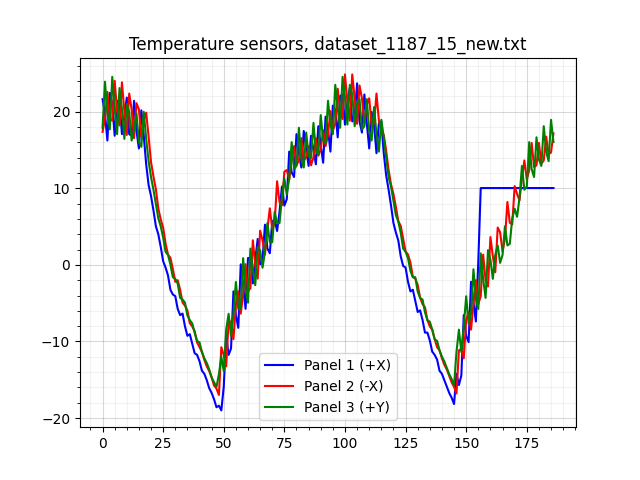 Temperature sensors, dataset_1187_15_new.txt
20
10
0
−10
−20
Panel 1 (+X)
Panel 2 (-X)
Panel 3 (+Y)
0 25 50 75 100 125 150 175